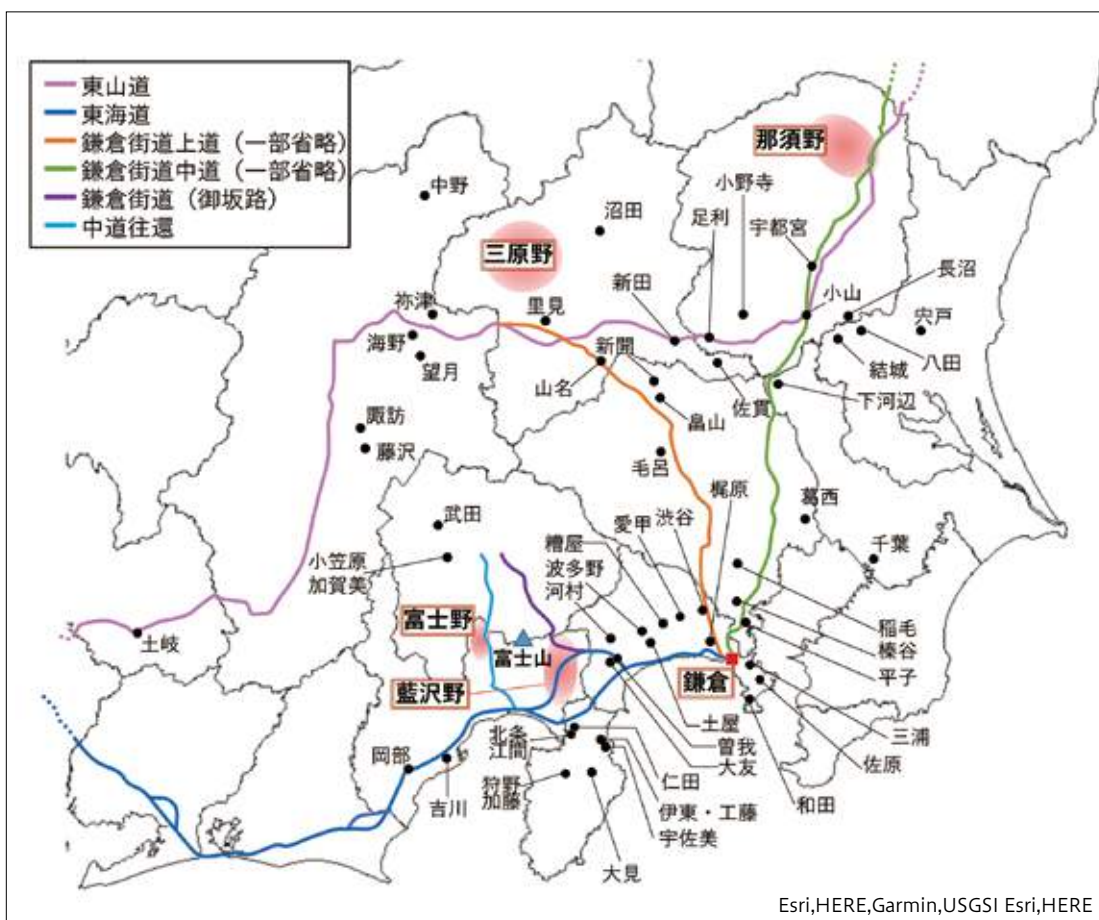 東山道
東海道
鎌倉街道上道（一部省略）
鎌倉街道中道（一部省略）
鎌倉街道（御坂路）
中道往還
那須野
中野
小野寺
沼田
足利
宇都宮
三原野
長沼
新田
小山
祢津
里見
宍戸
海野
新開
八田
望月
結城
山名
佐貫
下河辺
畠山
諏訪
藤沢
毛呂
梶原
葛西
渋谷
武田
愛甲
千葉
糟屋
小笠原
加賀美
波多野
河村
富士野
稲毛
土岐
富士山
榛谷
鎌倉
平子
藍沢野
土屋
三浦
北条
江間
曽我
岡部
大友
佐原
仁田
狩野
加藤
和田
吉川
伊東・工藤
宇佐美
大見
Esri,HERE,Garmin,USGSI Esri,HERE